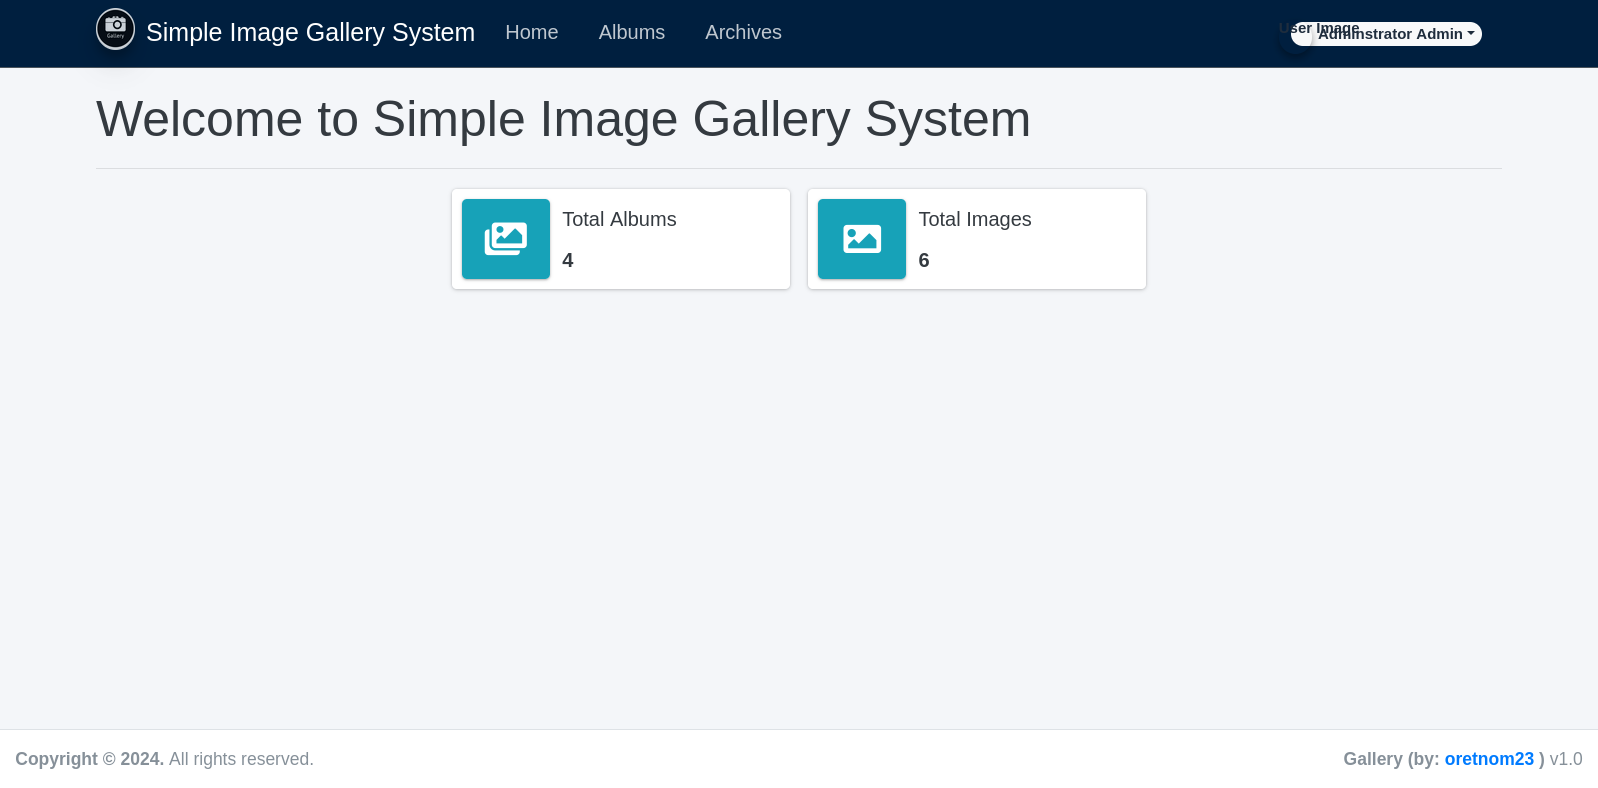 Gallery
Simple Image Gallery System
Home
Albums
Archives
User Image
Adminstrator Admin
Welcome to Simple Image Gallery System
Total Albums
4
Total Images
6
Copyright © 2024. All rights reserved.
Gallery (by: oretnom23 ) v1.0